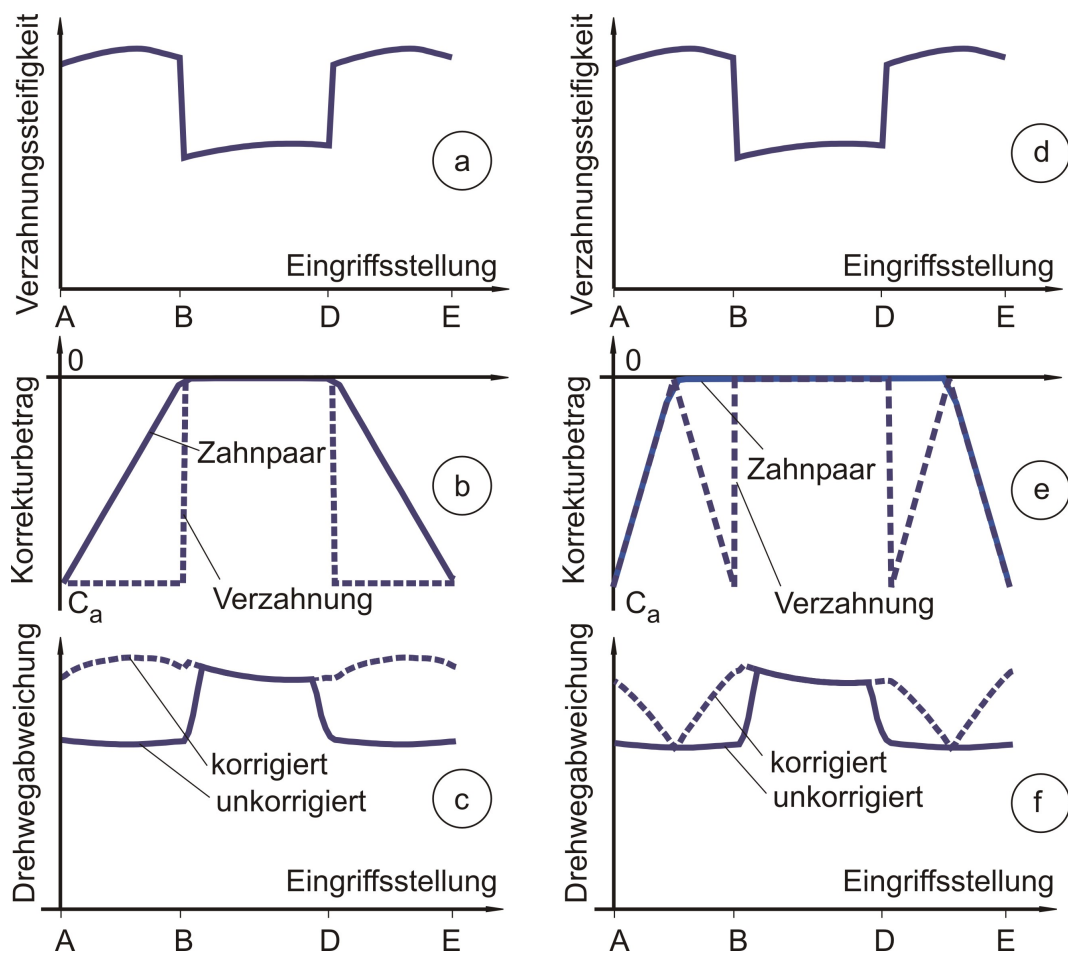 Verzahnungssteifigkeit
a
Eingriffsstellung
A B D E
Verzahnungssteifigkeit
d
Eingriffsstellung
A B D E
Korrekturbetrag
0
Zahnpaar
b
Verzahnung
Ca
Korrekturbetrag
0
Zahnpaar
e
Verzahnung
Ca
Drehwegabweichung
korrigiert
unkorrigiert
c
Eingriffsstellung
A B D E
Drehwegabweichung
korrigiert
unkorrigiert
f
Eingriffsstellung
A B D E